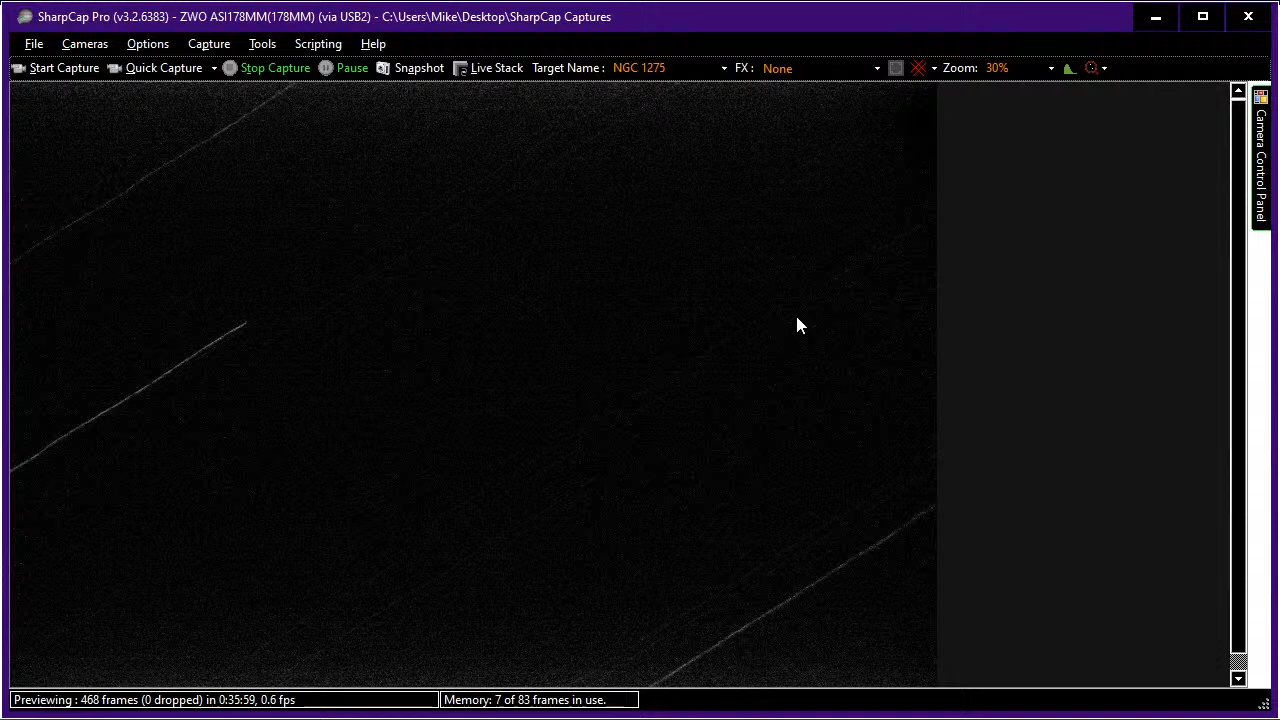 SharpCap Pro (v3.2.6383) - ZWO ASI178MM(178MM) (via USB2) - C:\Users\Mike\Desktop\SharpCap Captures
File Cameras Options Capture Tools Scripting Help
Start Capture Quick Capture Stop Capture Pause Snapshot Live Stack Target Name: NGC 1275 FX: None Zoom: 30%
Camera Control Panel
Previewing : 468 frames (0 dropped) in 0:35:59, 0.6 fps Memory: 7 of 83 frames in use.